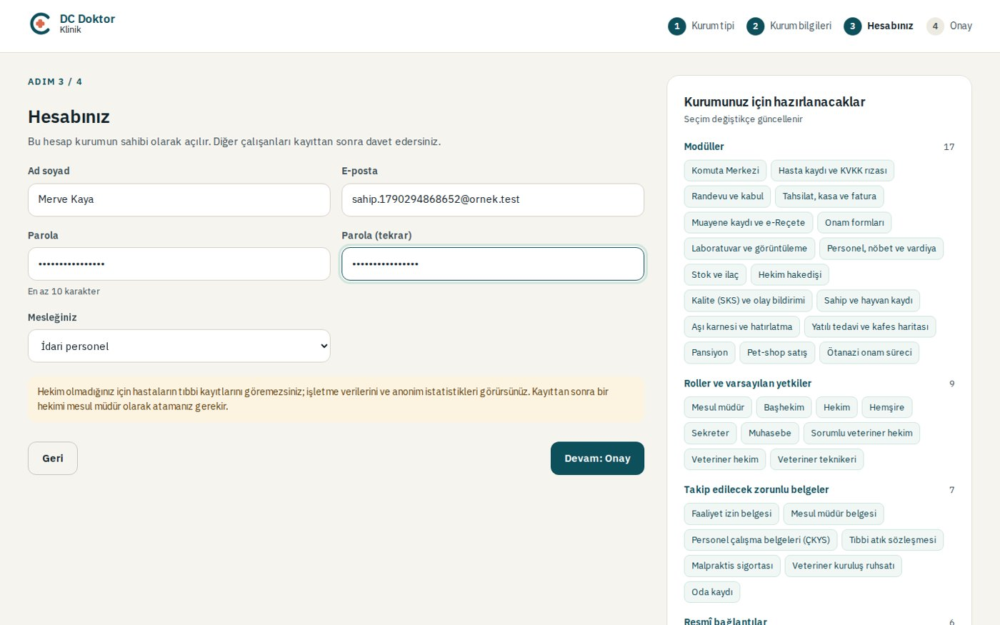 DC Doktor
Klinik
1 Kurum tipi
2 Kurum bilgileri
3 Hesabınız
4 Onay
ADIM 3 / 4
Hesabınız
Bu hesap kurumun sahibi olarak açılır. Diğer çalışanları kayıttan sonra davet edersiniz.
Ad soyad
E-posta
Merve Kaya
sahip.1790294868652@ornek.test
Parola
Parola (tekrar)
••••••••••••••••
••••••••••••••••
En az 10 karakter
Mesleğiniz
İdari personel
Hekim olmadığınız için hastaların tıbbi kayıtlarını göremezsiniz; işletme verilerini ve anonim istatistikleri görürsünüz. Kayıttan sonra bir
hekimi mesul müdür olarak atamanız gerekir.
Geri
Devam: Onay
Kurumunuz için hazırlanacaklar
Seçim değiştikçe güncellenir
Modüller 17
Komuta Merkezi Hasta kaydı ve KVKK rızası
Randevu ve kabul Tahsilat, kasa ve fatura
Muayene kaydı ve e-Reçete Onam formları
Laboratuvar ve görüntüleme Personel, nöbet ve vardiya
Stok ve ilaç Hekim hakedişi
Kalite (SKS) ve olay bildirimi Sahip ve hayvan kaydı
Aşı karnesi ve hatırlatma Yatılı tedavi ve kafes haritası
Pansiyon Pet-shop satış Ötanazi onam süreci
Roller ve varsayılan yetkiler 9
Mesul müdür Başhekim Hekim Hemşire
Sekreter Muhasebe Sorumlu veteriner hekim
Veteriner hekim Veteriner teknikeri
Takip edilecek zorunlu belgeler 7
Faaliyet izin belgesi Mesul müdür belgesi
Personel çalışma belgeleri (ÇKYS) Tıbbi atık sözleşmesi
Malpraktis sigortası Veteriner kuruluş ruhsatı
Oda kaydı
Resmî bağlantılar 6